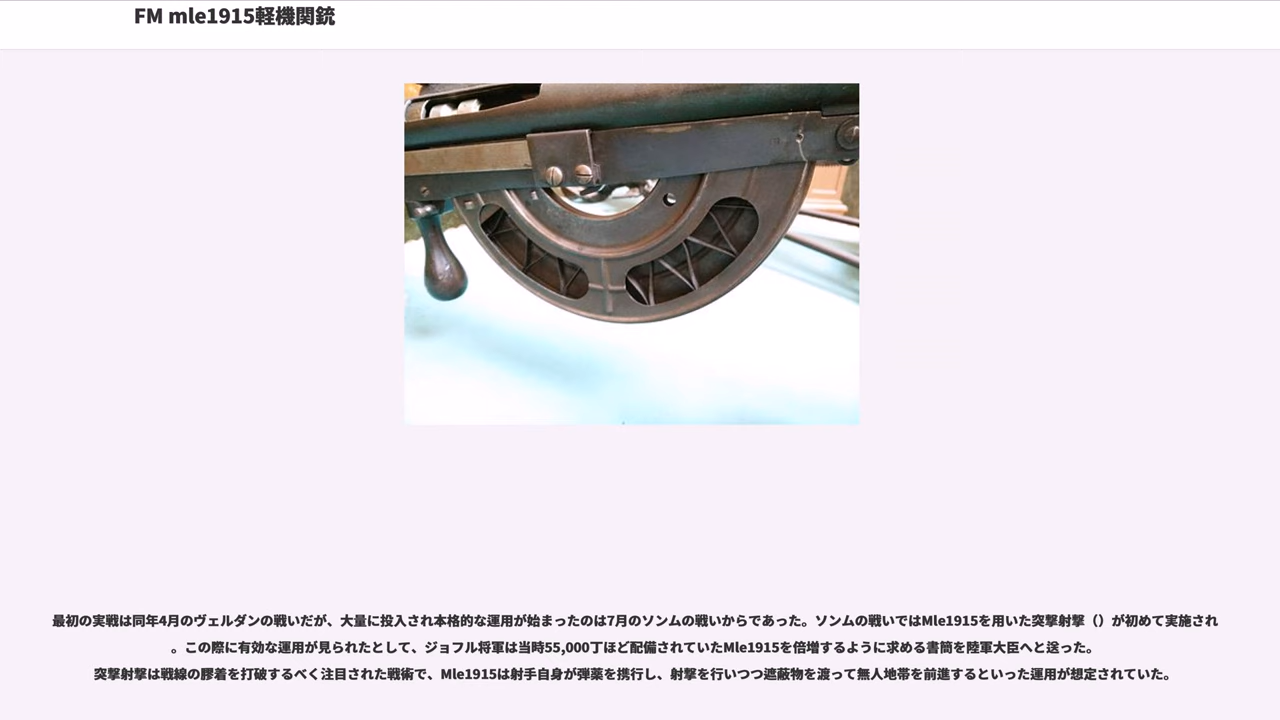 FM mle1915軽機関銃
最初の実戦は同年4月のヴェルダンの戦いだが、大量に投入され本格的な運用が始まったのは7月のソンムの戦いからであった。ソンムの戦いではMle1915を用いた突撃射撃（）が初めて実施され
。この際に有効な運用が見られたとして、ジョフル将軍は当時55,000丁ほど配備されていたMle1915を倍増するように求める書簡を陸軍大臣へと送った。
突撃射撃は戦線の膠着を打破するべく注目された戦術で、Mle1915は射手自身が弾薬を携行し、射撃を行いつつ遮蔽物を渡って無人地帯を前進するといった運用が想定されていた。